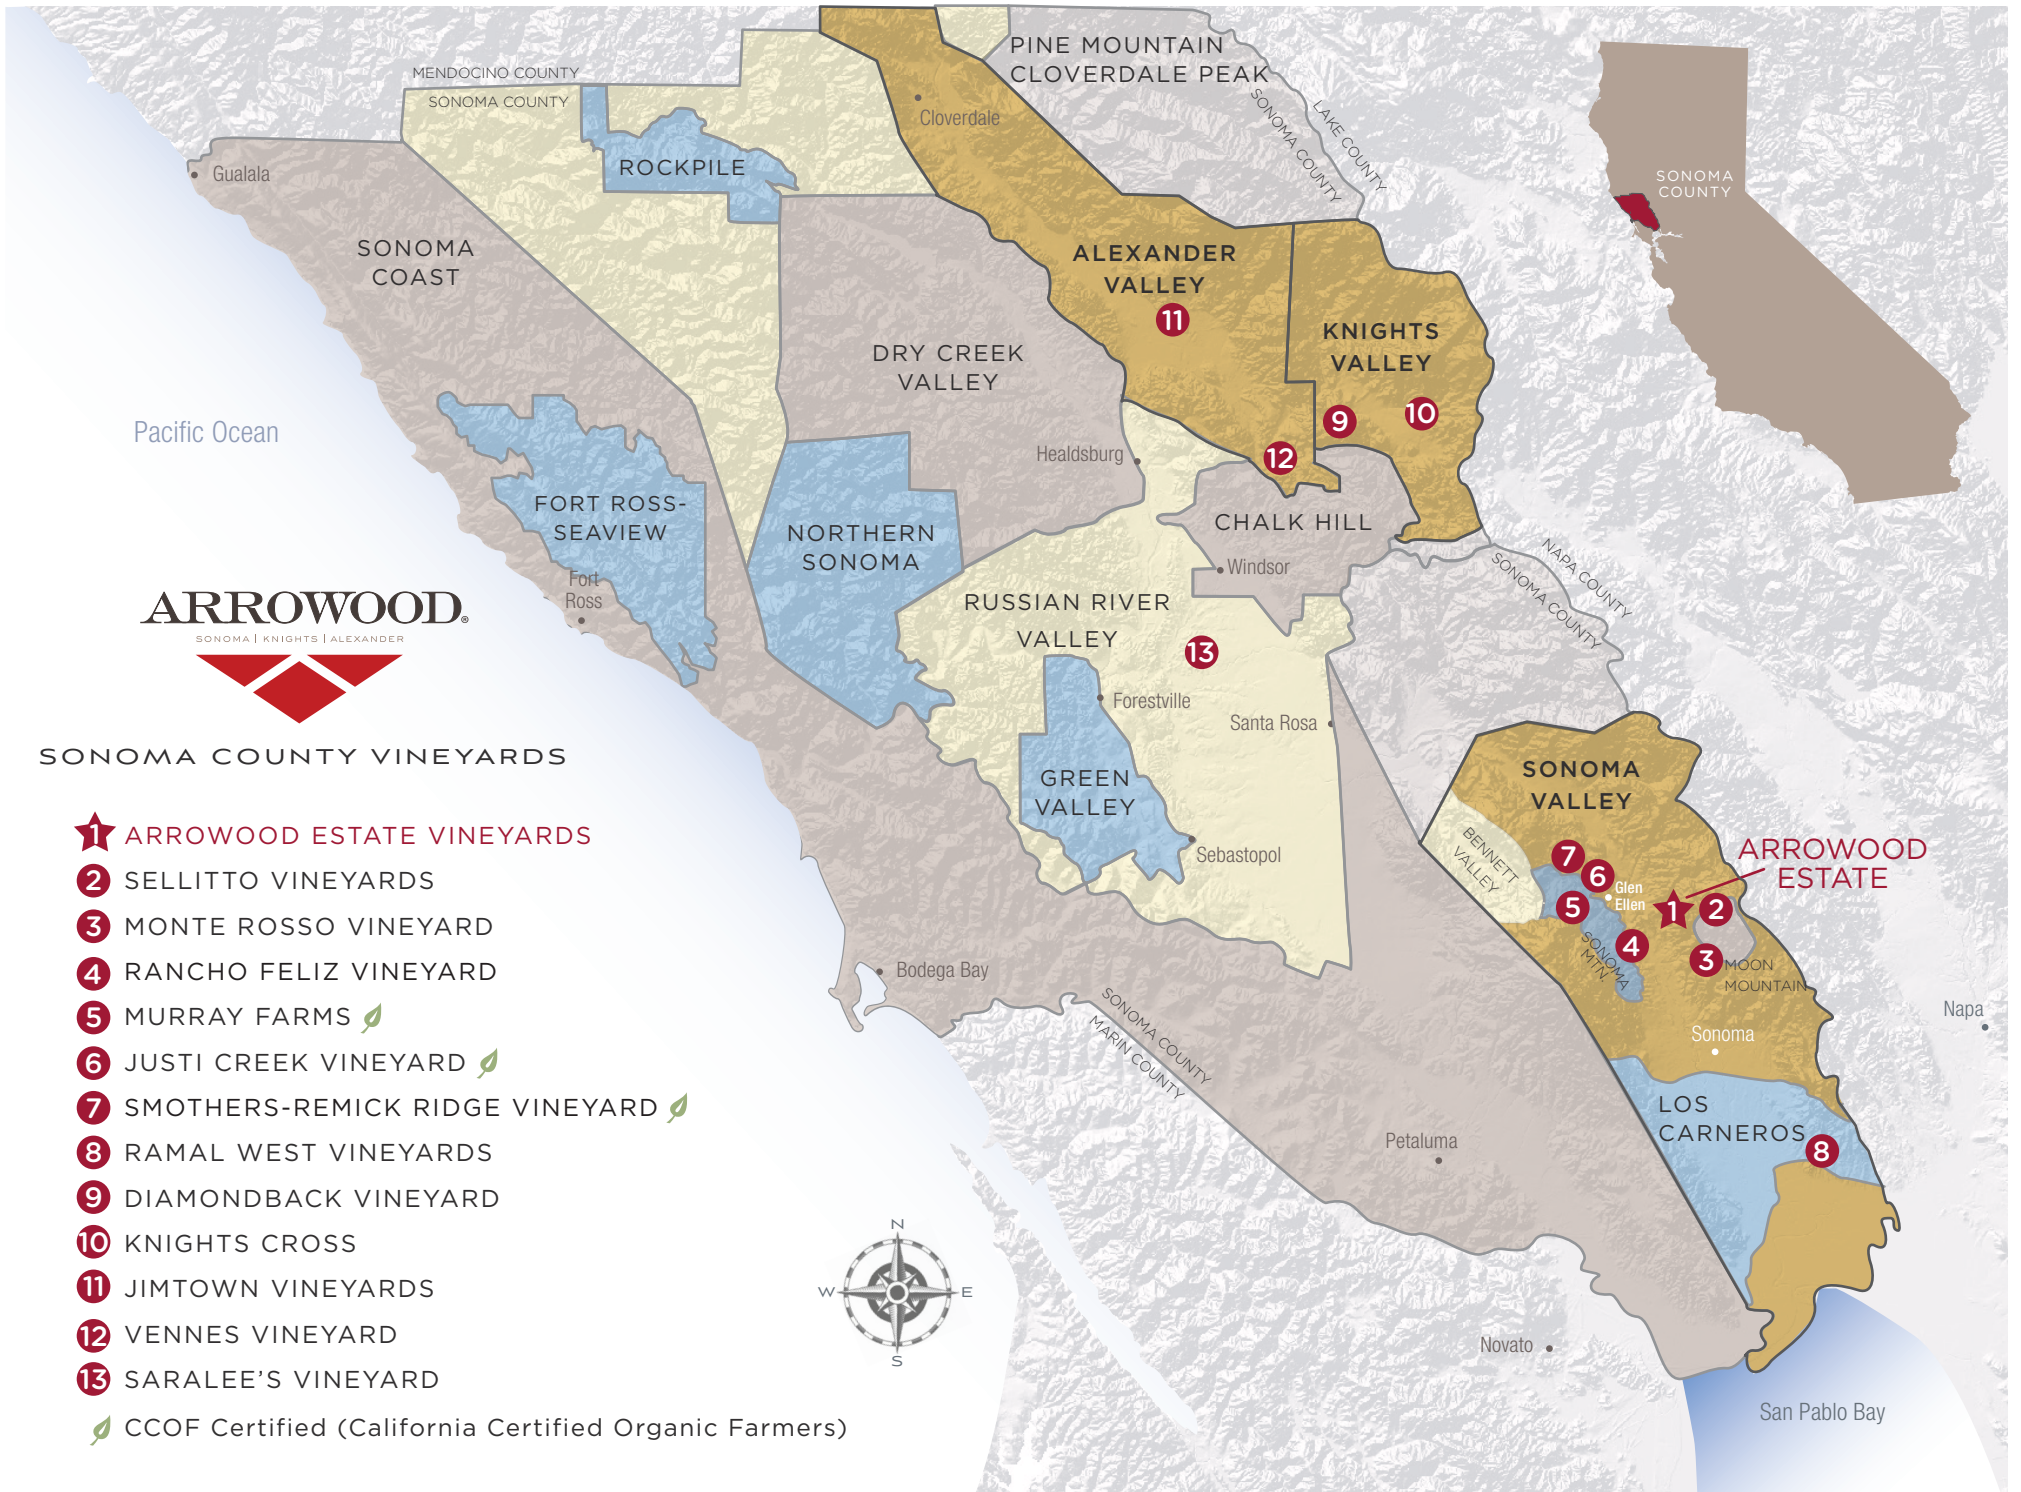 MENDOCINO COUNTY
SONOMA COUNTY
PINE MOUNTAIN
CLOVERDALE PEAK
SONOMA COUNTY
LAKE COUNTY
Cloverdale
ROCKPILE
Gualala
SONOMA
COUNTY
SONOMA
COAST
ALEXANDER
VALLEY
11
KNIGHTS
VALLEY
DRY CREEK
VALLEY
9
10
12
Pacific Ocean
Healdsburg
FORT ROSS-
SEAVIEW
NORTHERN
SONOMA
CHALK HILL
Windsor
NAPA COUNTY
SONOMA COUNTY
Fort
Ross
RUSSIAN RIVER
VALLEY
13
Forestville
Santa Rosa
GREEN
VALLEY
Sebastopol
SONOMA
VALLEY
BENNETT
VALLEY
7
6
Glen
Ellen
5
4
SONOMA
MTN.
1
2
3
ARROWOOD
ESTATE
MOON
MOUNTAIN
Napa
Sonoma
Bodega Bay
SONOMA COUNTY
MARIN COUNTY
LOS
CARNEROS
8
Petaluma
Novato
San Pablo Bay
N
W
E
S
ARROWOOD®
SONOMA | KNIGHTS | ALEXANDER
SONOMA COUNTY VINEYARDS
1 ARROWOOD ESTATE VINEYARDS
2 SELLITTO VINEYARDS
3 MONTE ROSSO VINEYARD
4 RANCHO FELIZ VINEYARD
5 MURRAY FARMS
6 JUSTI CREEK VINEYARD
7 SMOTHERS-REMICK RIDGE VINEYARD
8 RAMAL WEST VINEYARDS
9 DIAMONDBACK VINEYARD
10 KNIGHTS CROSS
11 JIMTOWN VINEYARDS
12 VENNES VINEYARD
13 SARALEE'S VINEYARD
CCOF Certified (California Certified Organic Farmers)